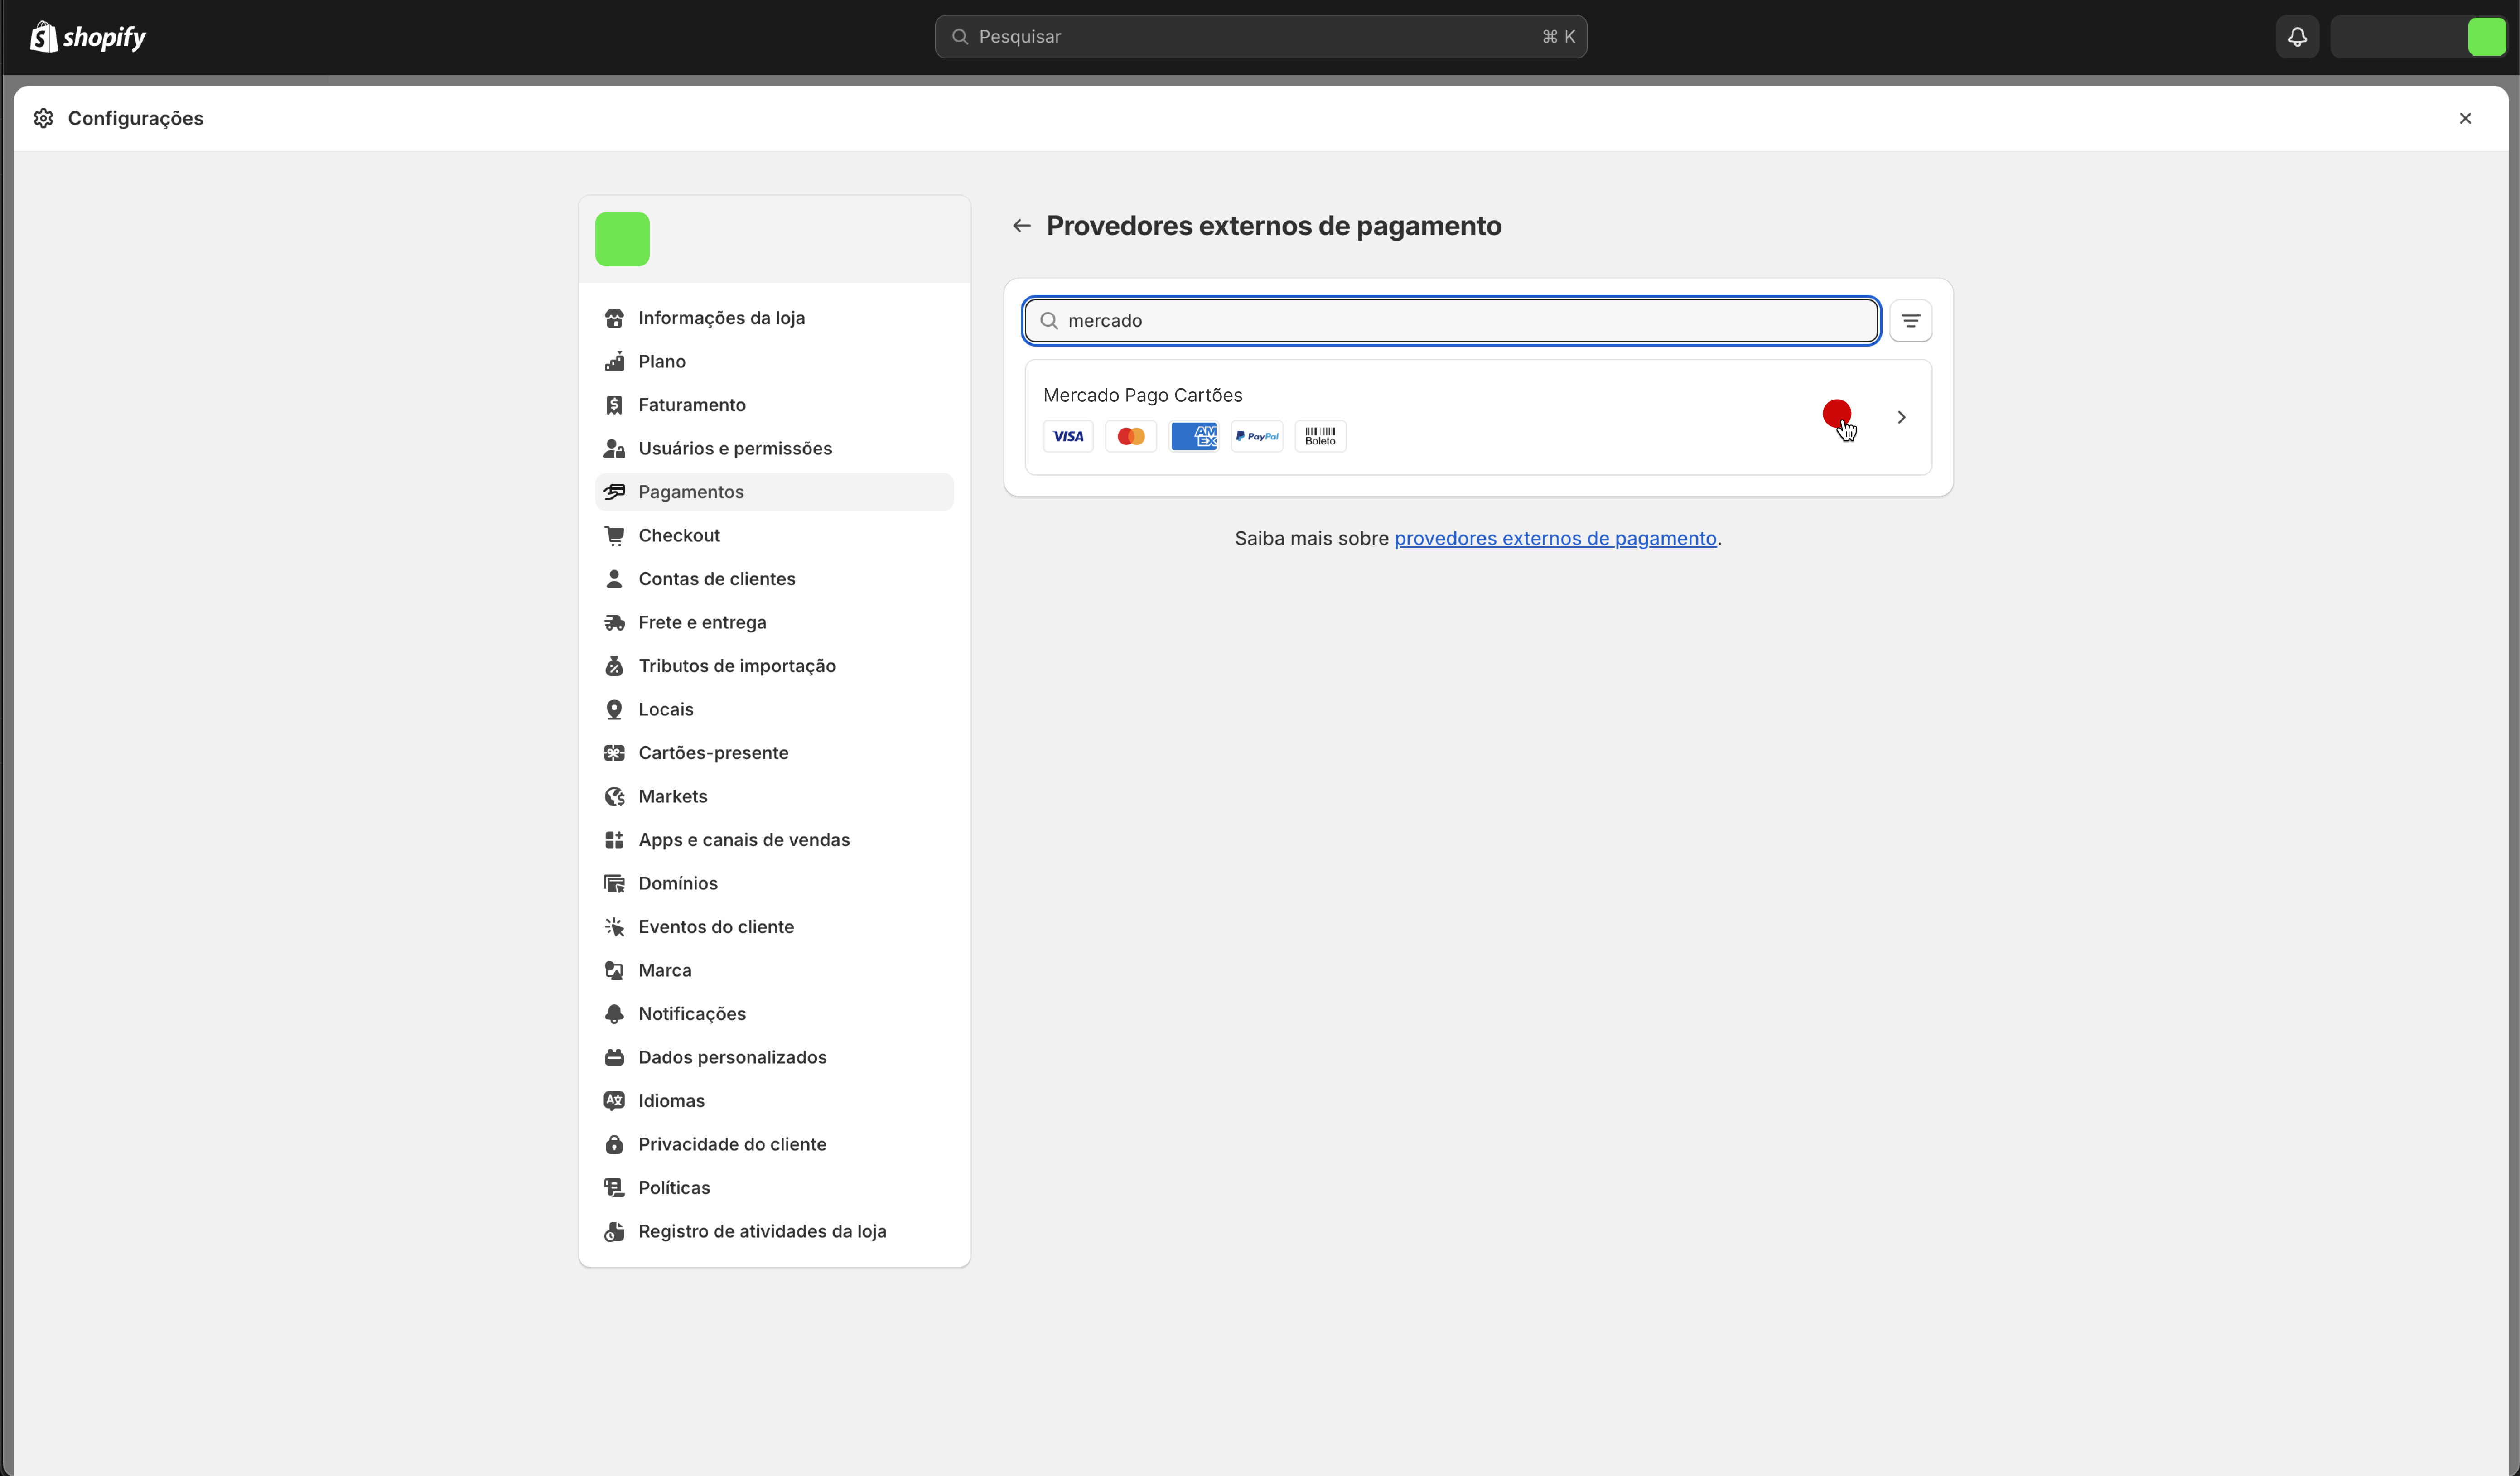 shopify
Pesquisar
⌘ K
Configurações
Informações da loja
Plano
Faturamento
Usuários e permissões
Pagamentos
Checkout
Contas de clientes
Frete e entrega
Tributos de importação
Locais
Cartões-presente
Markets
Apps e canais de vendas
Domínios
Eventos do cliente
Marca
Notificações
Dados personalizados
Idiomas
Privacidade do cliente
Políticas
Registro de atividades da loja
Provedores externos de pagamento
mercado
Mercado Pago Cartões
VISA
AM
EX
PayPal
Boleto
Saiba mais sobre provedores externos de pagamento.